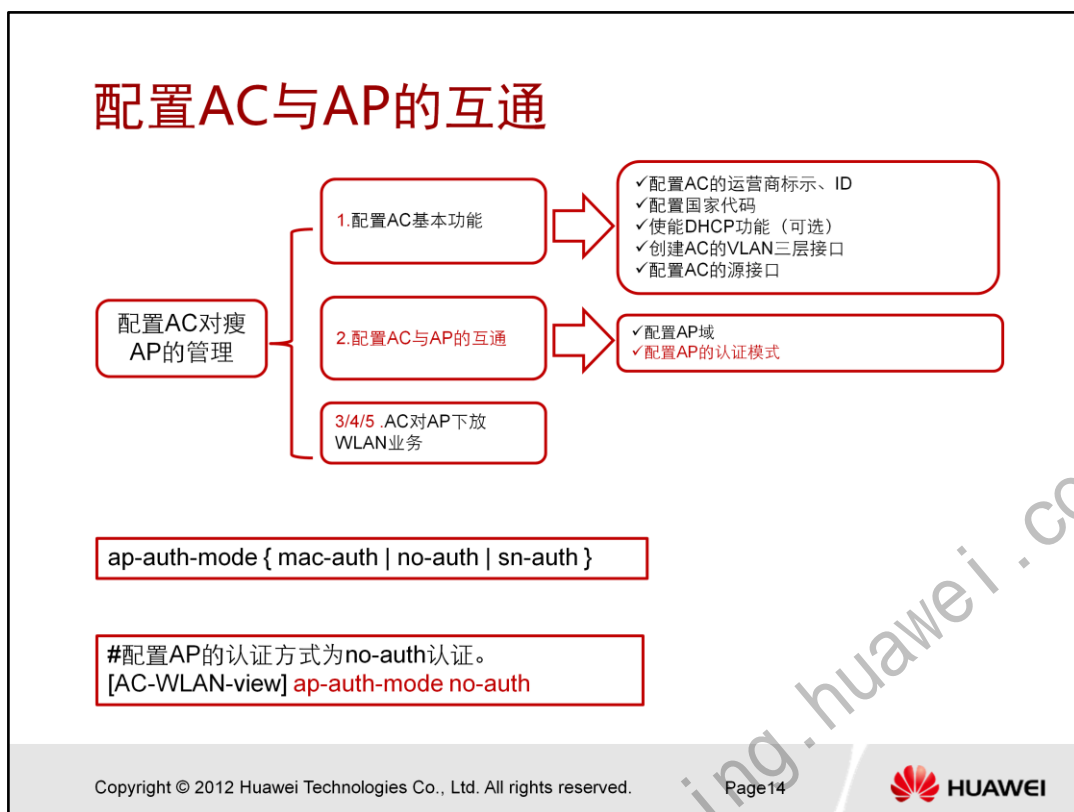 配置AC与AP的互通
配置AC对瘦
AP的管理
1.配置AC基本功能
✓配置AC的运营商标示、ID
✓配置国家代码
✓使能DHCP功能（可选）
✓创建AC的VLAN三层接口
✓配置AC的源接口
2.配置AC与AP的互通
✓配置AP域
✓配置AP的认证模式
3/4/5 .AC对AP下放
WLAN业务
ap-auth-mode { mac-auth | no-auth | sn-auth }
#配置AP的认证方式为no-auth认证。
[AC-WLAN-view] ap-auth-mode no-auth
ing.huawei.co
Copyright © 2012 Huawei Technologies Co., Ltd. All rights reserved.
Page14
HUAWEI